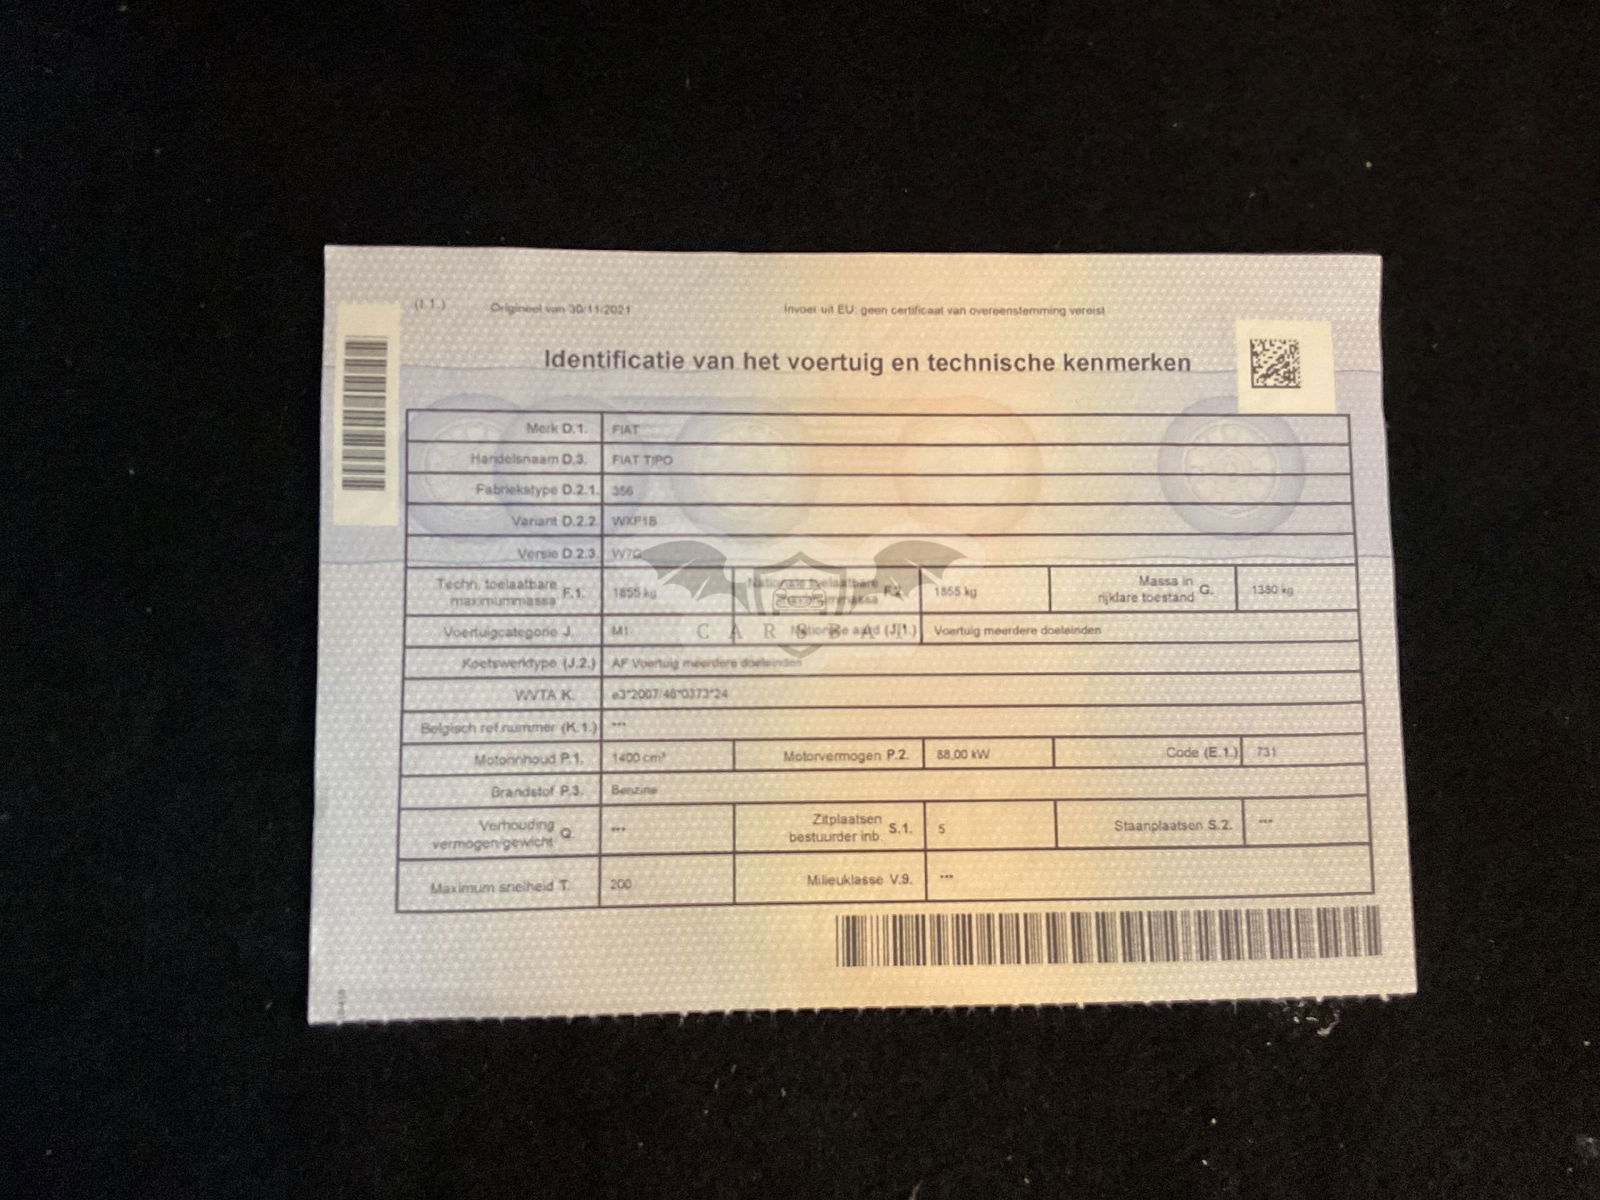 (I.1.) Origineel van 30/11/2021 Invoer uit EU: geen certificaat van overeenstemming vereist
Identificatie van het voertuig en technische kenmerken
Merk D.1. FIAT
Handelsnaam D.3. FIAT TIPO
Fabriekstype D.2.1. 356
Variant D.2.2. WXF1B
Versie D.2.3.
Techn. toelaatbare maximummassa F.1. 1855 kg Nationale toelaatbare maximummassa F.2. 1855 kg Massa in rijklare toestand G. 1380 kg
Voertuigcategorie J. M1 Nationale aard (J.1.) Voertuig meerdere doeleinden
CARSBAT
Koetswerktype (J.2.) AF Voertuig meerdere doeleinden
WVTA K. e3*2007/46*0373*24
Belgisch ref.nummer (K.1.) ***
Motorinhoud P.1. 1400 cm³ Motorvermogen P.2. 88,00 kW Code (E.1.) 731
Brandstof P.3. Benzine
Verhouding vermogen/gewicht Q. *** Zitplaatsen bestuurder inb. S.1. 5 Staanplaatsen S.2. ***
Maximum snelheid T. 200 Milieuklasse V.9. ***